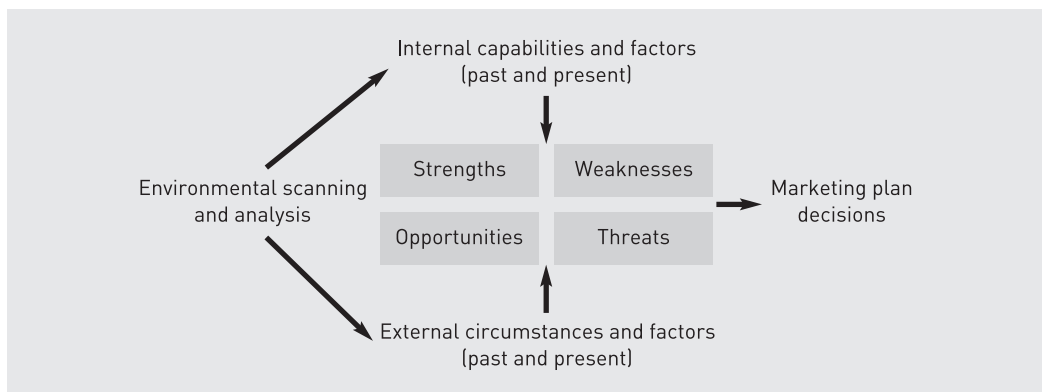 Internal capabilities and factors
(past and present)
Strengths
Weaknesses
Environmental scanning
and analysis
Marketing plan
decisions
Opportunities
Threats
External circumstances and factors
(past and present)